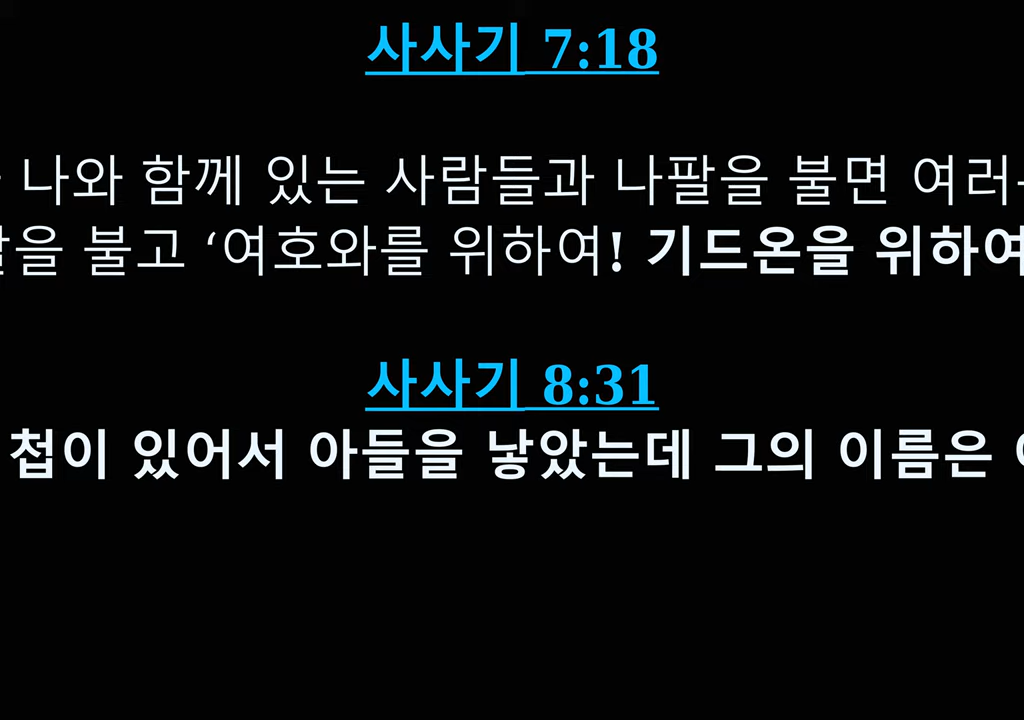 사사기 7:18
나와 함께 있는 사람들과 나팔을 불면 여러
을 불고 ‘여호와를 위하여! 기드온을 위하여
사사기 8:31
첩이 있어서 아들을 낳았는데 그의 이름은